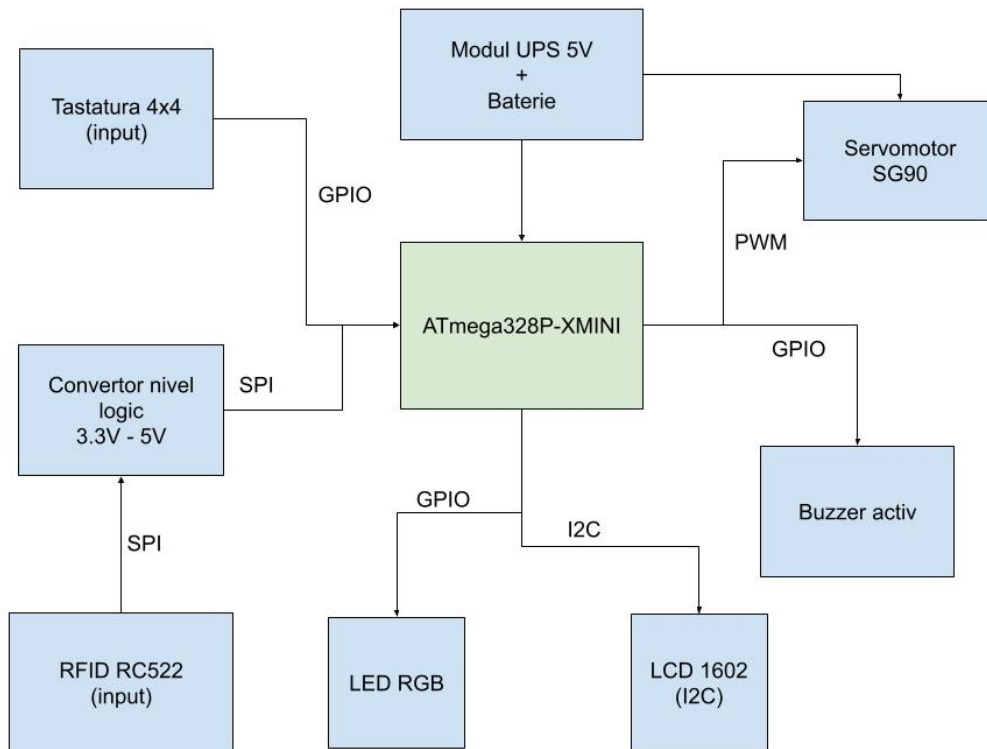 Modul UPS 5V
+
Baterie
Tastatura 4x4
(input)
Servomotor
SG90
GPIO
PWM
ATmega328P-XMINI
GPIO
Convertor nivel
logic
3.3V - 5V
SPI
GPIO
I2C
Buzzer activ
SPI
RFID RC522
(input)
LED RGB
LCD 1602
(I2C)